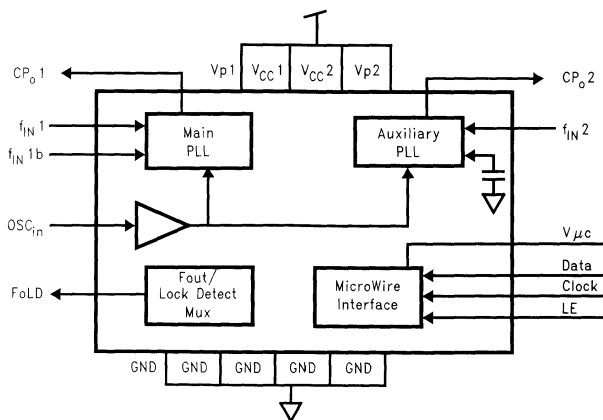 Vp1 VCC1 VCC2 Vp2
CPo1
CPo2
fIN1
fIN1b
Main
PLL
Auxiliary
PLL
fIN2
OSCin
Vμc
Data
Clock
LE
FoLD
Fout/
Lock Detect
Mux
MicroWire
Interface
GND GND GND GND GND